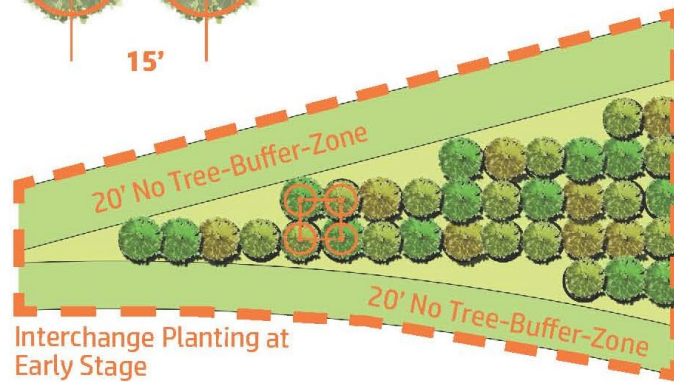 15’
20’ No Tree-Buffer-Zone
20’ No Tree-Buffer-Zone
Interchange Planting at
Early Stage